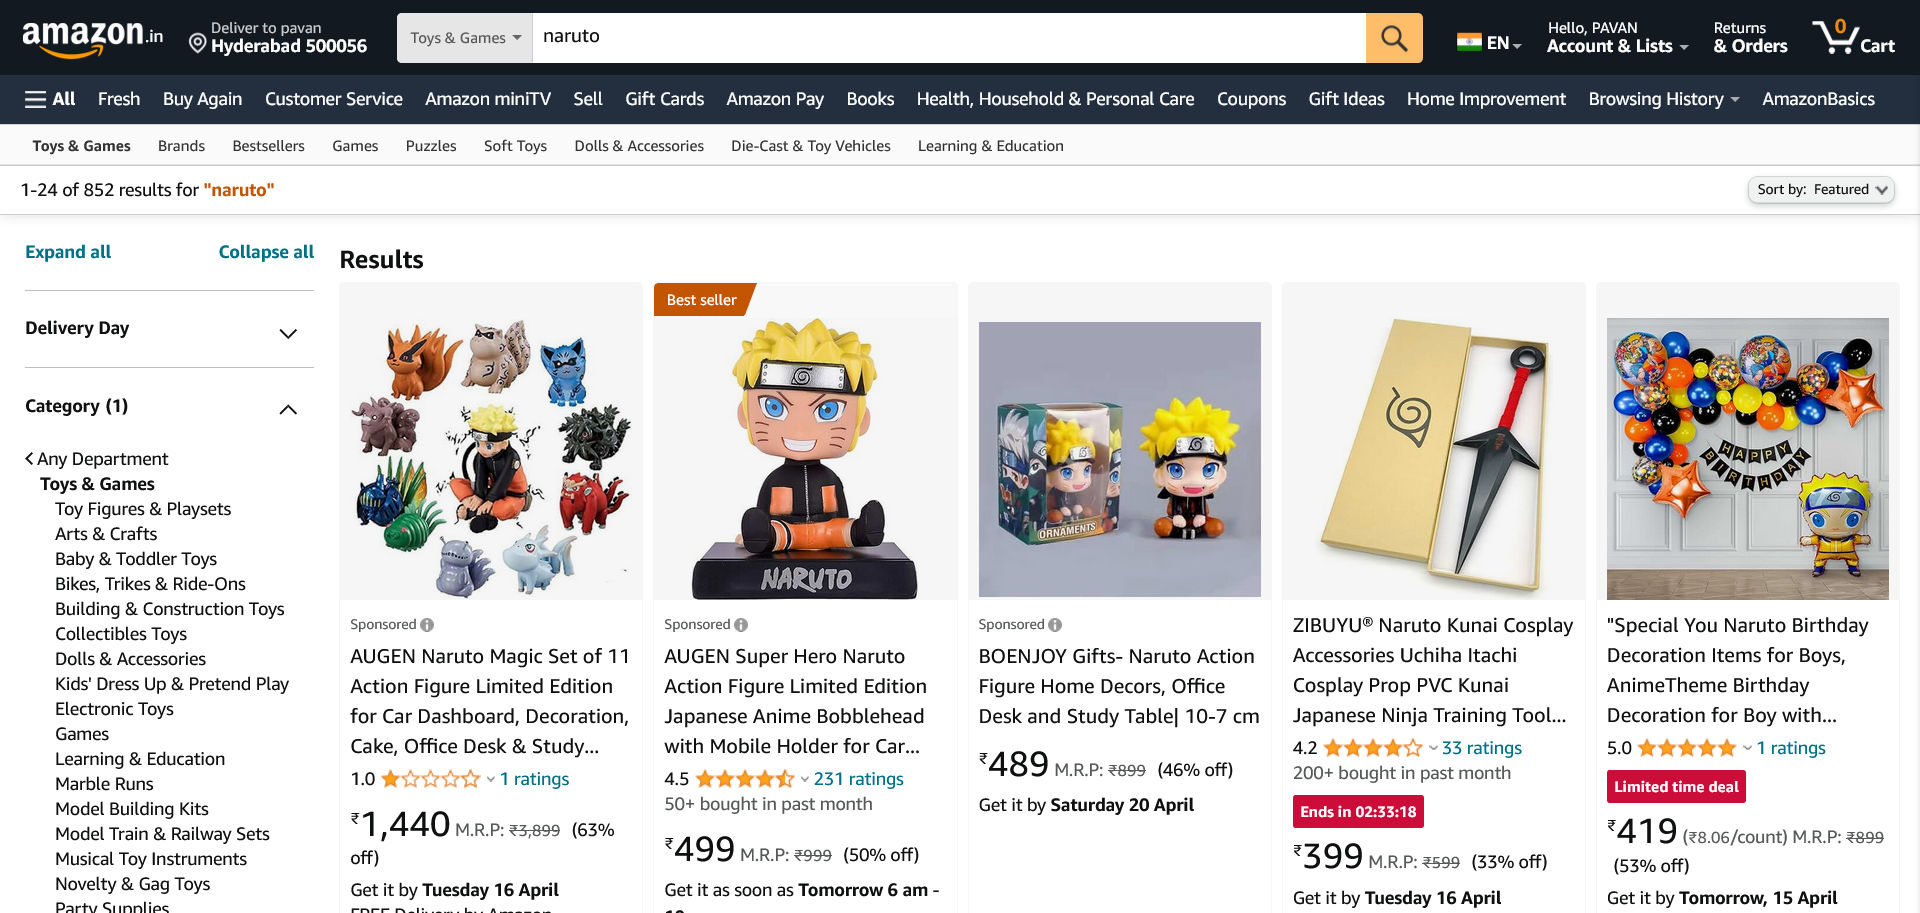 amazon.in
Deliver to pavan
Hyderabad 500056
Toys & Games
naruto
EN
Hello, PAVAN
Account & Lists
Returns
& Orders
0
Cart
All Fresh Buy Again Customer Service Amazon miniTV Sell Gift Cards Amazon Pay Books Health, Household & Personal Care Coupons Gift Ideas Home Improvement Browsing History AmazonBasics
Toys & Games Brands Bestsellers Games Puzzles Soft Toys Dolls & Accessories Die-Cast & Toy Vehicles Learning & Education
1-24 of 852 results for "naruto"
Sort by: Featured
Expand all Collapse all
Delivery Day
Category (1)
Any Department
Toys & Games
Toy Figures & Playsets
Arts & Crafts
Baby & Toddler Toys
Bikes, Trikes & Ride-Ons
Building & Construction Toys
Collectibles Toys
Dolls & Accessories
Kids' Dress Up & Pretend Play
Electronic Toys
Games
Learning & Education
Marble Runs
Model Building Kits
Model Train & Railway Sets
Musical Toy Instruments
Novelty & Gag Toys
Party Supplies
Results
Sponsored
AUGEN Naruto Magic Set of 11
Action Figure Limited Edition
for Car Dashboard, Decoration,
Cake, Office Desk & Study...
1.0 1 ratings
₹1,440 M.R.P: ₹3,899 (63%
off)
Get it by Tuesday 16 April
FREE Delivery by Amazon
Best seller
NARUTO
Sponsored
AUGEN Super Hero Naruto
Action Figure Limited Edition
Japanese Anime Bobblehead
with Mobile Holder for Car...
4.5 231 ratings
50+ bought in past month
₹499 M.R.P: ₹999 (50% off)
Get it as soon as Tomorrow 6 am -
ORNAMENTS
Sponsored
BOENJOY Gifts- Naruto Action
Figure Home Decors, Office
Desk and Study Table| 10-7 cm
₹489 M.R.P: ₹899 (46% off)
Get it by Saturday 20 April
ZIBUYU® Naruto Kunai Cosplay
Accessories Uchiha Itachi
Cosplay Prop PVC Kunai
Japanese Ninja Training Tool...
4.2 33 ratings
200+ bought in past month
Ends in 02:33:18
₹399 M.R.P: ₹599 (33% off)
Get it by Tuesday 16 April
HAPPY
BIRTHDAY
"Special You Naruto Birthday
Decoration Items for Boys,
AnimeTheme Birthday
Decoration for Boy with...
5.0 1 ratings
Limited time deal
₹419 (₹8.06/count) M.R.P: ₹899
(53% off)
Get it by Tomorrow, 15 April